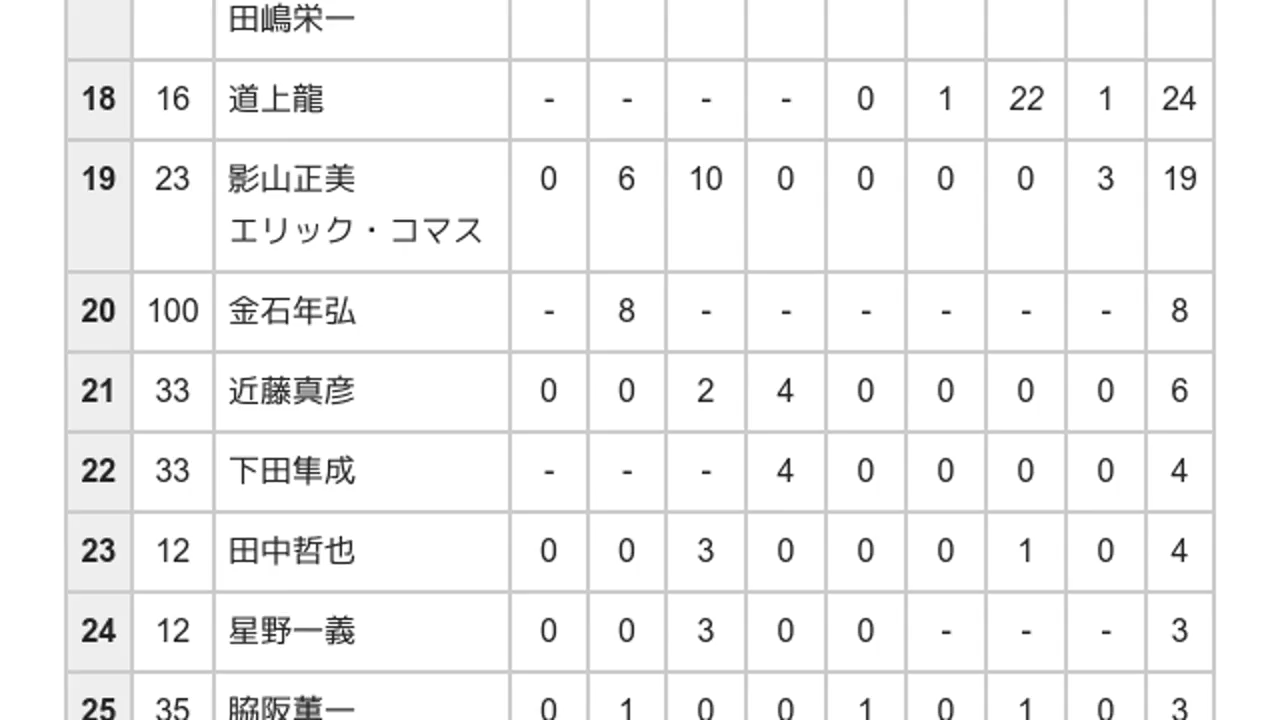 田嶋栄一
18 16 道上龍 - - - - 0 1 22 1 24
19 23 影山正美 0 6 10 0 0 0 0 3 19
エリック・コマス
20 100 金石年弘 - 8 - - - - - - 8
21 33 近藤真彦 0 0 2 4 0 0 0 0 6
22 33 下田隼成 - - - 4 0 0 0 0 4
23 12 田中哲也 0 0 3 0 0 0 1 0 4
24 12 星野一義 0 0 3 0 0 - - - 3
25 35 脇阪薫一 0 1 0 0 1 0 1 0 3